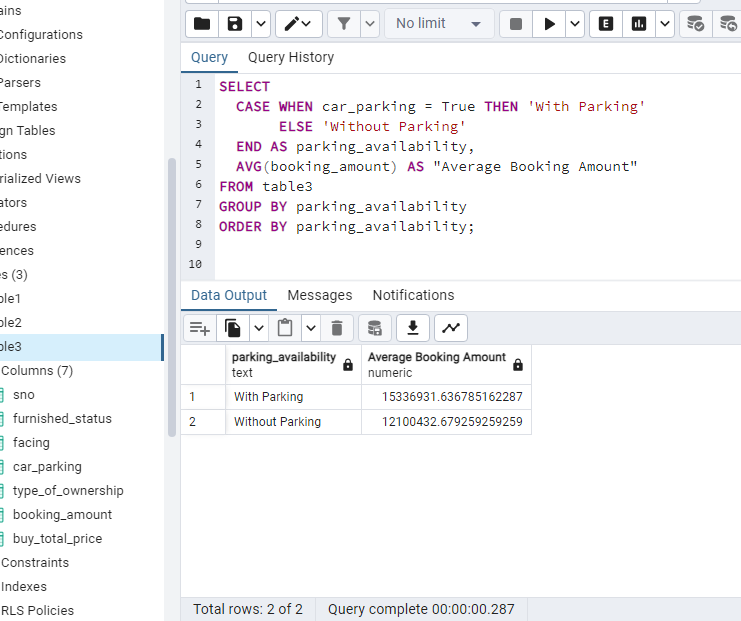 ains
Configurations
Dictionaries
Parsers
Templates
gn Tables
tions
rialized Views
ators
edures
ences
s (3)
ble1
ble2
ble3
Columns (7)
sno
furnished_status
facing
car_parking
type_of_ownership
booking_amount
buy_total_price
Constraints
Indexes
RLS Policies
No limit
E
Query Query History
1 SELECT
2 CASE WHEN car_parking = True THEN 'With Parking'
3 ELSE 'Without Parking'
4 END AS parking_availability,
5 AVG(booking_amount) AS "Average Booking Amount"
6 FROM table3
7 GROUP BY parking_availability
8 ORDER BY parking_availability;
9
10
Data Output Messages Notifications
parking_availability Average Booking Amount
text numeric
1 With Parking 15336931.636785162287
2 Without Parking 12100432.679259259259
Total rows: 2 of 2 Query complete 00:00:00.287